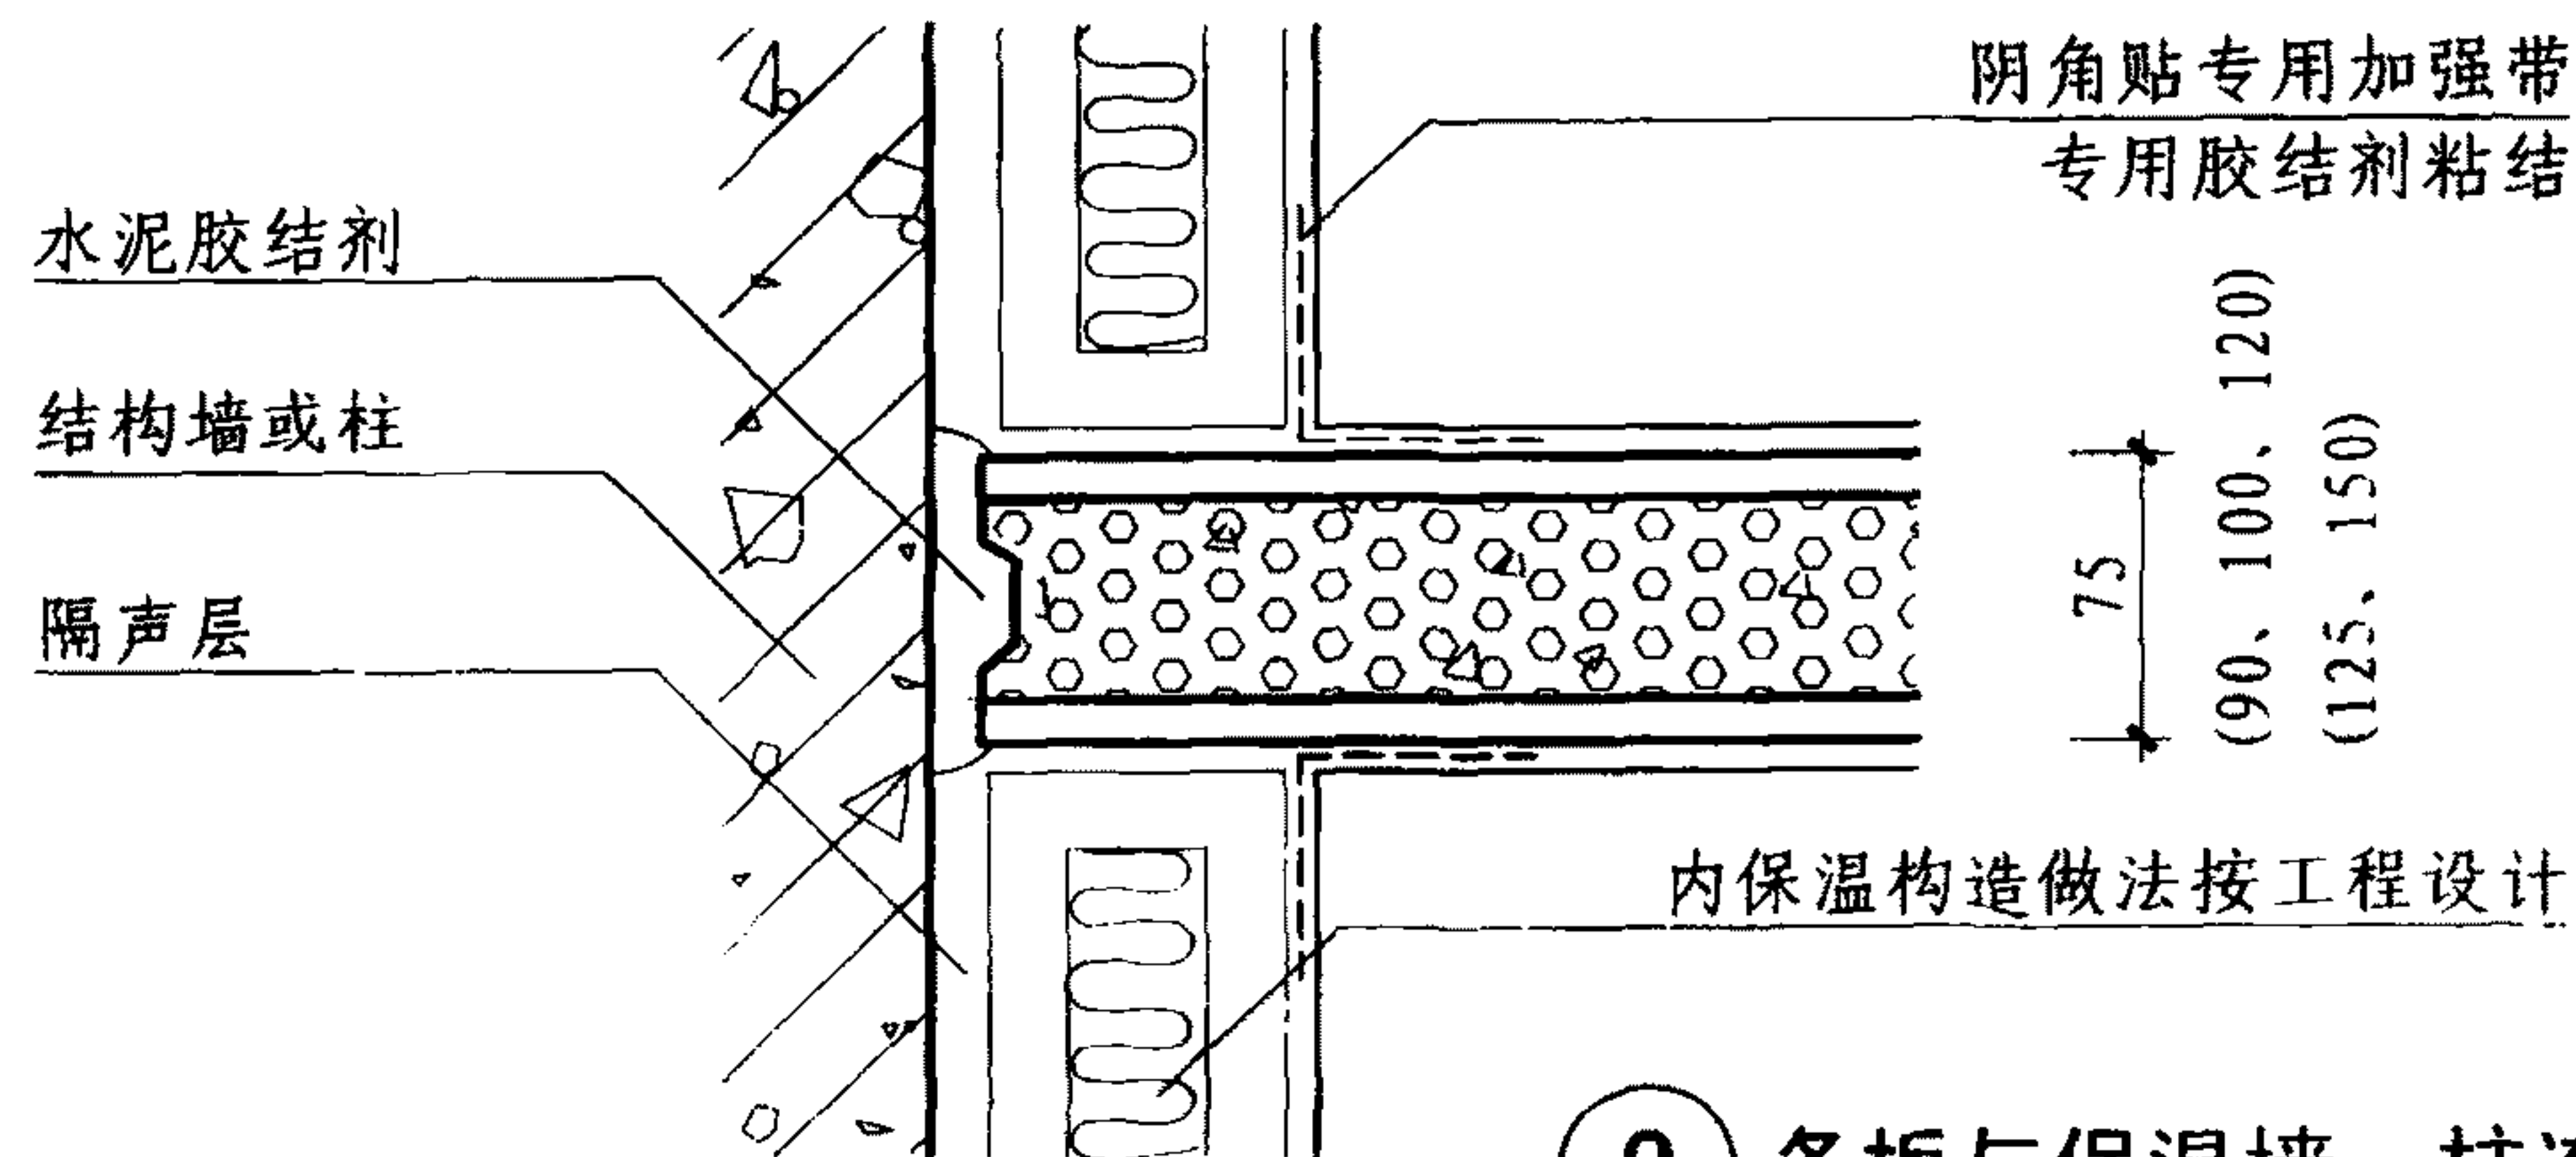 阴角贴专用加强带
专用胶结剂粘结
水泥胶结剂
结构墙或柱
隔声层
75
(90、100、120)
(125、150)
内保温构造做法按工程设计